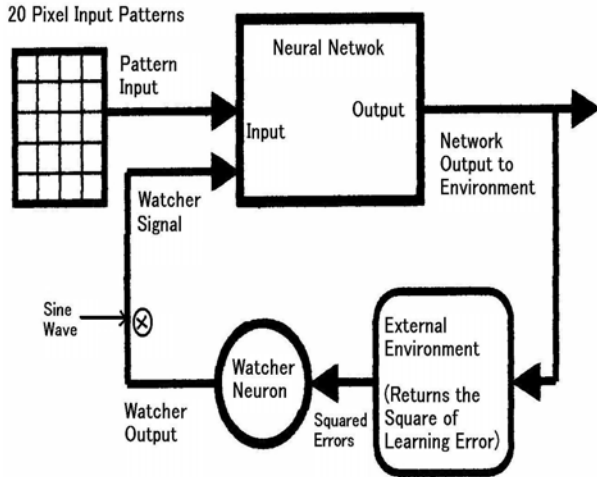 20 Pixel Input Patterns
Pattern
Input
Neural Netwok
Output
Input
Network
Output to
Environment
Watcher
Signal
Sine
Wave
Watcher
Output
Watcher
Neuron
Squared
Errors
External
Environment
(Returns the
Square of
Learning Error)